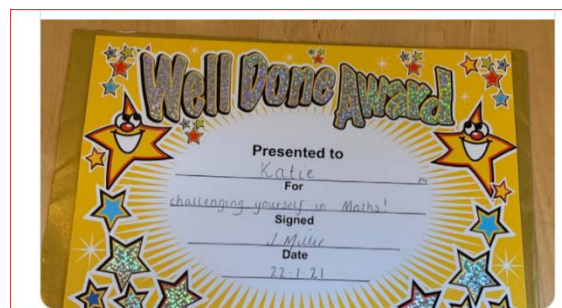 Well Done Award
Presented to
Katie
For
challenging yourself in Maths!
Signed
J Miller
Date
22.1.21